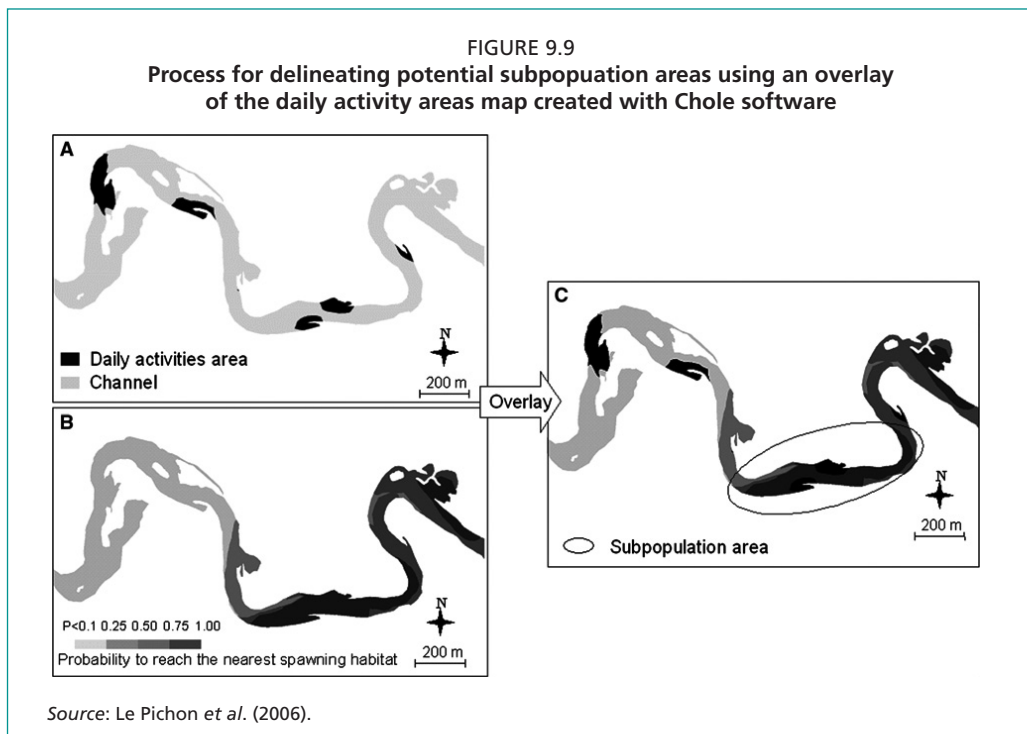 FIGURE 9.9
Process for delineating potential subpopuation areas using an overlay
of the daily activity areas map created with Chole software
A
Daily activities area
Channel
N
200 m
B
P<0.1 0.25 0.50 0.75 1.00
Probability to reach the nearest spawning habitat
N
200 m
Overlay
C
Subpopulation area
N
200 m
Source: Le Pichon et al. (2006).